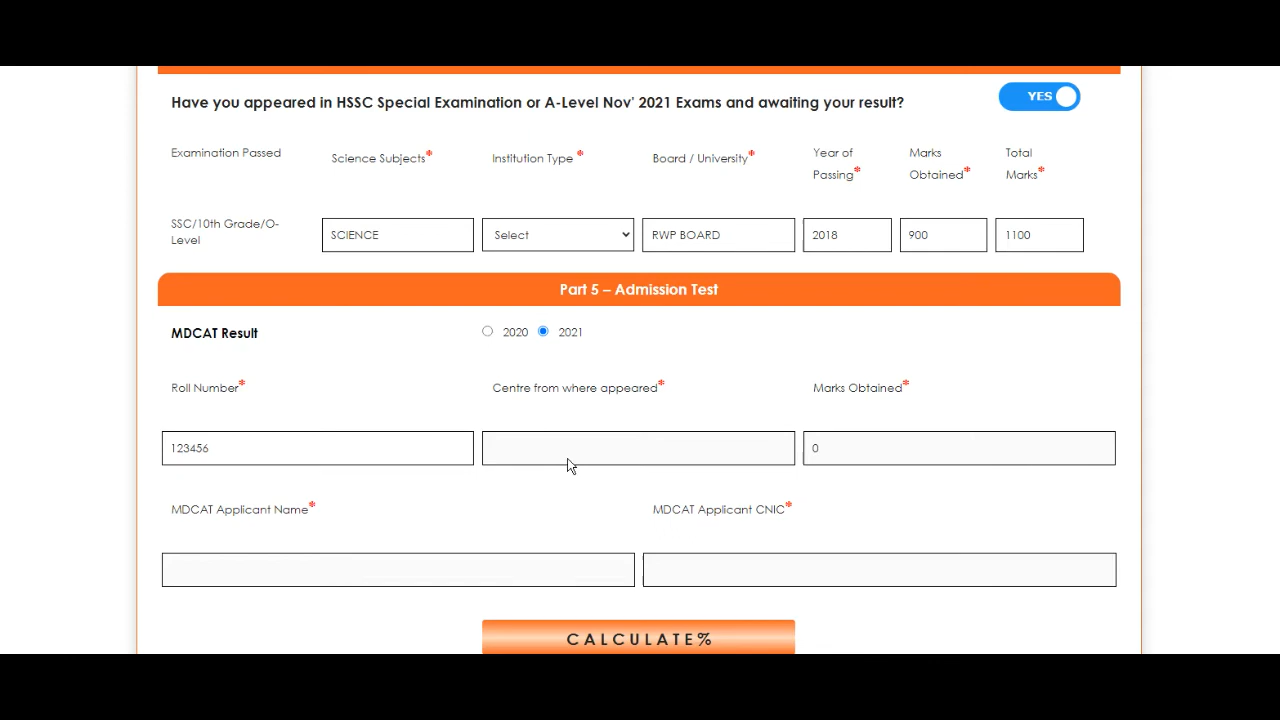 Have you appeared in HSSC Special Examination or A-Level Nov' 2021 Exams and awaiting your result?
YES
Examination Passed
Science Subjects*
Institution Type *
Board / University*
Year of
Passing*
Marks
Obtained*
Total
Marks*
SSC/10th Grade/O-
Level
SCIENCE
Select
RWP BOARD
2018
900
1100
Part 5 – Admission Test
MDCAT Result
2020
2021
Roll Number*
Centre from where appeared*
Marks Obtained*
123456
0
MDCAT Applicant Name*
MDCAT Applicant CNIC*
CALCULATE%